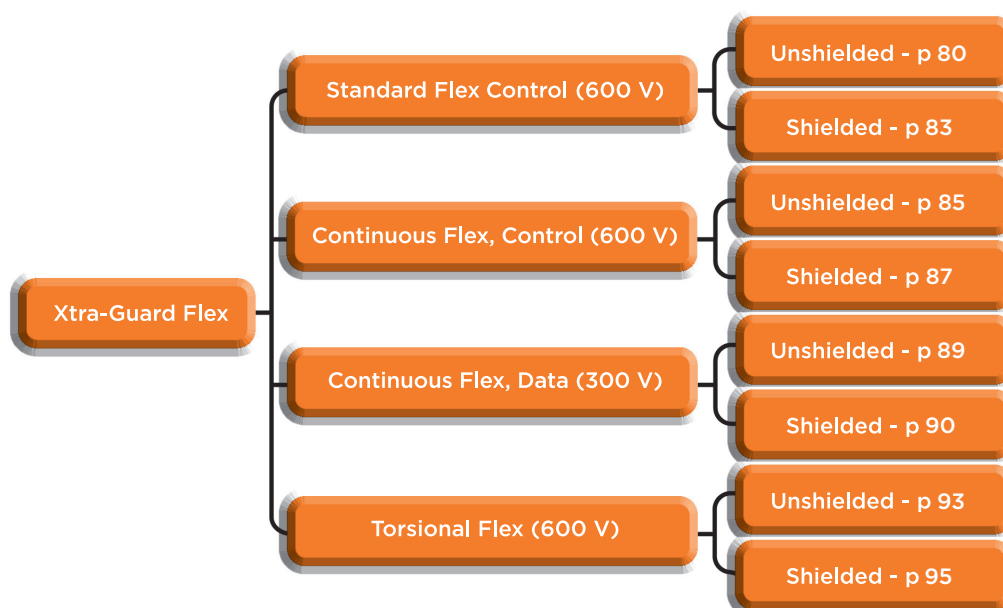 Xtra-Guard Flex
Standard Flex Control (600 V)
Unshielded - p 80
Shielded - p 83
Continuous Flex, Control (600 V)
Unshielded - p 85
Shielded - p 87
Continuous Flex, Data (300 V)
Unshielded - p 89
Shielded - p 90
Torsional Flex (600 V)
Unshielded - p 93
Shielded - p 95